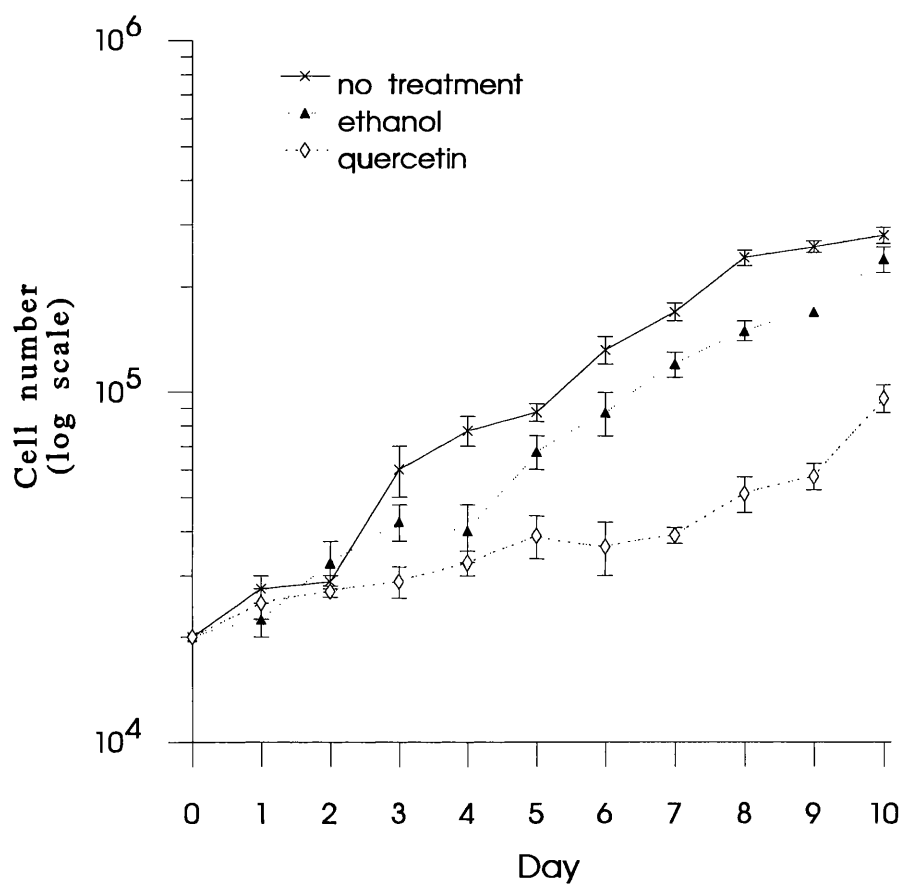 10^6
no treatment
ethanol
quercetin
Cell number
(log scale)
10^5
10^4
0 1 2 3 4 5 6 7 8 9 10
Day